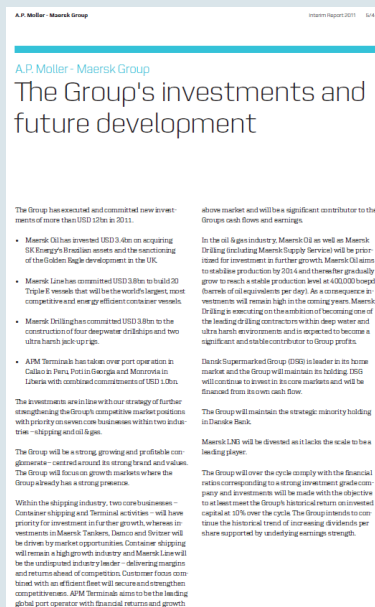 A.P. Moller - Maersk Group
Interim Report 2011
A.P. Moller - Maersk Group
The Group's investments and
future development
The Group has executed and committed new invest-
ments of more than USD 12bn in 2011.
• Maersk Oil has invested USD 3.4bn on acquiring
SK Energy's Brazilian assets and the sanctioning
of the Golden Eagle development in the UK.
• Maersk Line has committed USD 3.8bn to build 20
Triple E vessels that will be the world's largest, most
competitive and energy efficient container vessels.
• Maersk Drilling has committed USD 3.8bn to the
construction of four deepwater drillships and two
ultra harsh jack-up rigs.
• APM Terminals has taken over port operation in
Callao in Peru, Poti in Georgia and Monrovia in
Liberia with combined commitments of USD 1.0bn.
The investments are in line with our strategy of further
strengthening the Group's competitive market positions
with priority on seven core businesses within two indus-
tries – shipping and oil & gas.
The Group will be a strong, growing and profitable con-
glomerate – centred around its strong brand and values.
The Group will focus on growth markets where the
Group already has a strong presence.
Within the shipping industry, two core businesses –
Container shipping and Terminal activities – will have
priority for investment in further growth, whereas in-
vestments in Maersk Tankers, Damco and Svitzer will
be driven by market opportunities. Container shipping
will remain a high growth industry and Maersk Line will
be the undisputed industry leader – delivering margins
and returns ahead of competition. Customer focus com-
bined with an efficient fleet will secure and strengthen
competitiveness. APM Terminals aims to be the leading
global port operator with financial returns and growth
above market and will be a significant contributor to the
Groups cash flows and earnings.
In the oil & gas industry, Maersk Oil as well as Maersk
Drilling (including Maersk Supply Service) will be prior-
itized for investment in further growth. Maersk Oil aims
to stabilise production by 2014 and thereafter gradually
grow to reach a stable production level at 400,000 boepd
(barrels of oil equivalents per day). As a consequence in-
vestments will remain high in the coming years. Maersk
Drilling is executing on the ambition of becoming one of
the leading drilling contractors within deep water and
ultra harsh environments and is expected to become a
significant and stable contributor to Group profits.
Dansk Supermarked Group (DSG) is leader in its home
market and the Group will maintain its holding. DSG
will continue to invest in its core markets and will be
financed from its own cash flow.
The Group will maintain the strategic minority holding
in Danske Bank.
Maersk LNG will be divested as it lacks the scale to be a
leading player.
The Group will over the cycle comply with the financial
ratios corresponding to a strong investment grade com-
pany and investments will be made with the objective
to at least meet the Group's historical return on invested
capital at 10% over the cycle. The Group intends to con-
tinue the historical trend of increasing dividends per
share supported by underlying earnings strength.